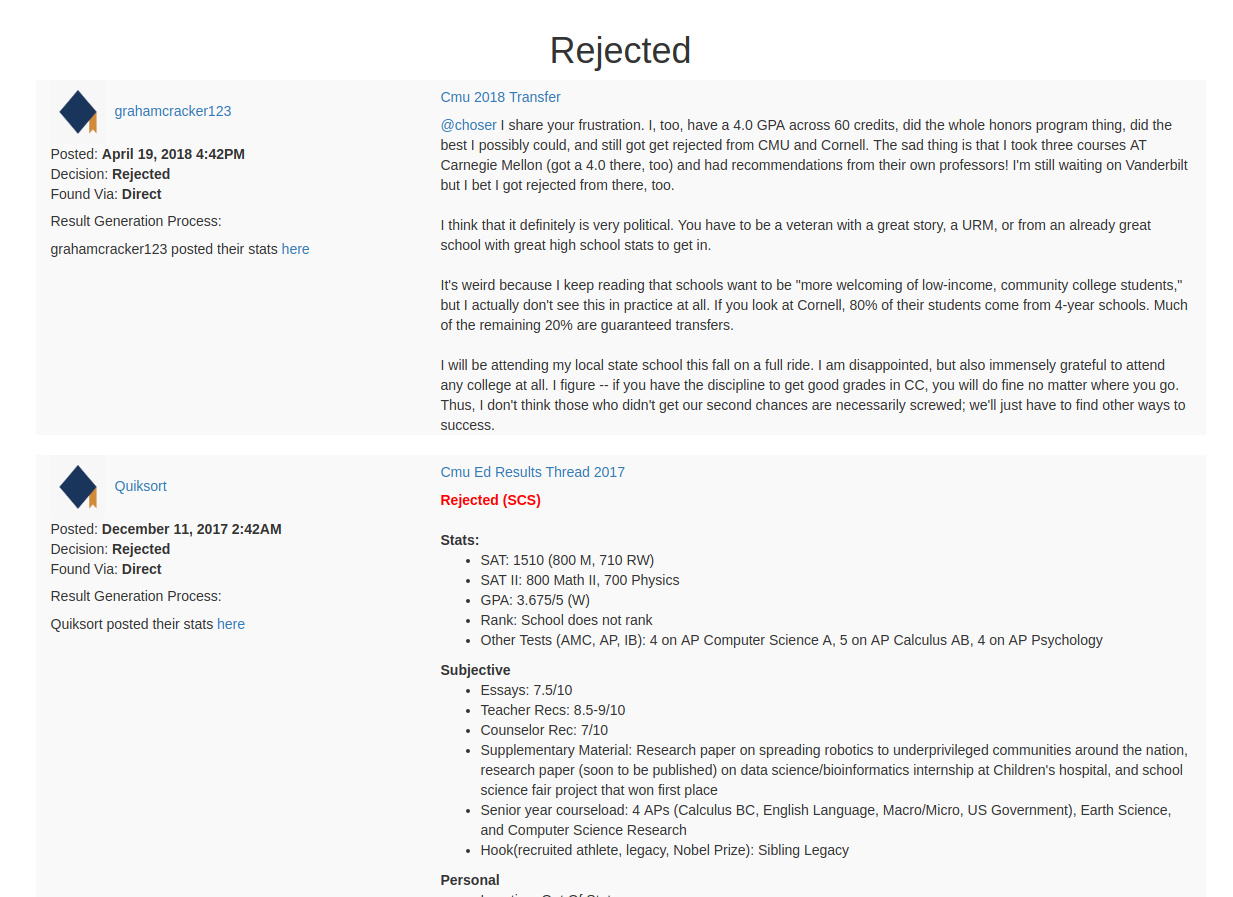 Rejected
grahamcracker123
Posted: April 19, 2018 4:42PM
Decision: Rejected
Found Via: Direct
Result Generation Process:
grahamcracker123 posted their stats here
Cmu 2018 Transfer
@choser I share your frustration. I, too, have a 4.0 GPA across 60 credits, did the whole honors program thing, did the
best I possibly could, and still got get rejected from CMU and Cornell. The sad thing is that I took three courses AT
Carnegie Mellon (got a 4.0 there, too) and had recommendations from their own professors! I'm still waiting on Vanderbilt
but I bet I got rejected from there, too.
I think that it definitely is very political. You have to be a veteran with a great story, a URM, or from an already great
school with great high school stats to get in.
It's weird because I keep reading that schools want to be "more welcoming of low-income, community college students,"
but I actually don't see this in practice at all. If you look at Cornell, 80% of their students come from 4-year schools. Much
of the remaining 20% are guaranteed transfers.
I will be attending my local state school this fall on a full ride. I am disappointed, but also immensely grateful to attend
any college at all. I figure -- if you have the discipline to get good grades in CC, you will do fine no matter where you go.
Thus, I don't think those who didn't get our second chances are necessarily screwed; we'll just have to find other ways to
success.
Quiksort
Posted: December 11, 2017 2:42AM
Decision: Rejected
Found Via: Direct
Result Generation Process:
Quiksort posted their stats here
Cmu Ed Results Thread 2017
Rejected (SCS)
Stats:
• SAT: 1510 (800 M, 710 RW)
• SAT II: 800 Math II, 700 Physics
• GPA: 3.675/5 (W)
• Rank: School does not rank
• Other Tests (AMC, AP, IB): 4 on AP Computer Science A, 5 on AP Calculus AB, 4 on AP Psychology
Subjective
• Essays: 7.5/10
• Teacher Recs: 8.5-9/10
• Counselor Rec: 7/10
• Supplementary Material: Research paper on spreading robotics to underprivileged communities around the nation,
research paper (soon to be published) on data science/bioinformatics internship at Children's hospital, and school
science fair project that won first place
• Senior year courseload: 4 APs (Calculus BC, English Language, Macro/Micro, US Government), Earth Science,
and Computer Science Research
• Hook(recruited athlete, legacy, Nobel Prize): Sibling Legacy
Personal